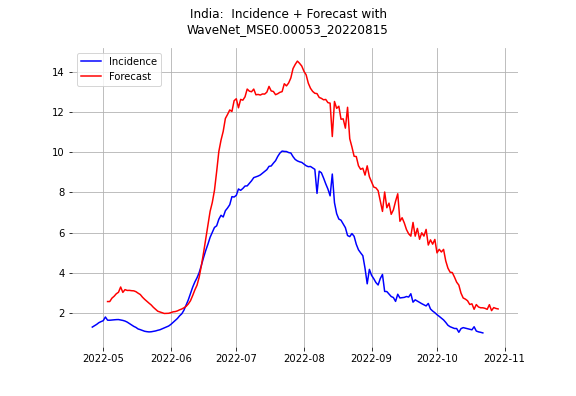 India:  Incidence + Forecast with
WaveNet_MSE0.00053_20220815
Incidence
Forecast
14
12
10
8
6
4
2
2022-05 2022-06 2022-07 2022-08 2022-09 2022-10 2022-11